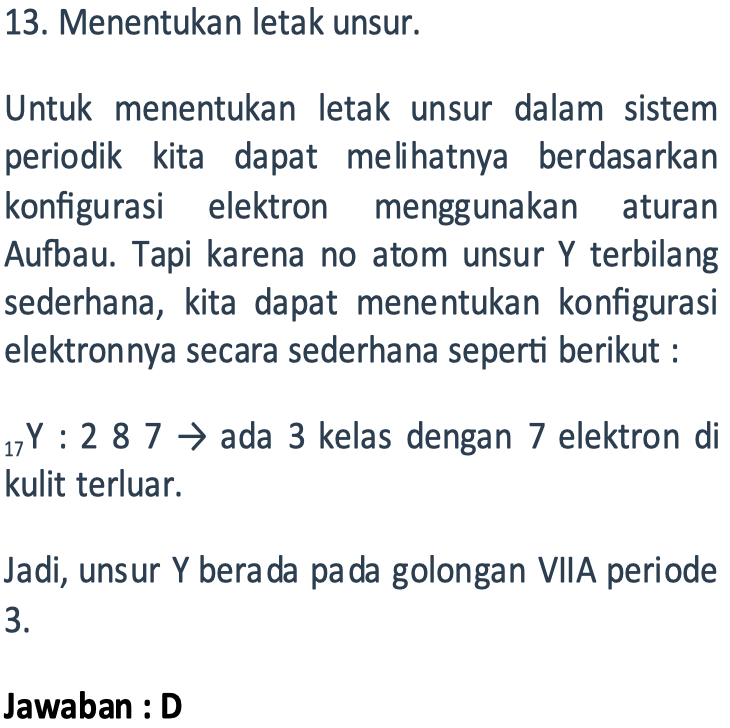 13. Menentukan letak unsur.
Untuk menentukan letak unsur dalam sistem
periodik kita dapat melihatnya berdasarkan
konfigurasi elektron menggunakan aturan
Aufbau. Tapi karena no atom unsur Y terbilang
sederhana, kita dapat menentukan konfigurasi
elektronnya secara sederhana seperti berikut :
₁₇Y : 2 8 7 → ada 3 kelas dengan 7 elektron di
kulit terluar.
Jadi, unsur Y berada pada golongan VIIA periode
3.
Jawaban : D